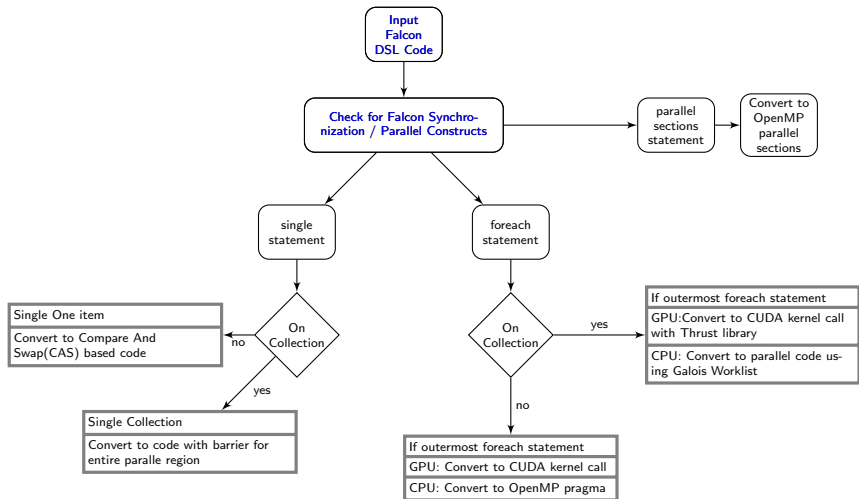 Input
Falcon
DSL Code
Check for Falcon Synchro-
nization / Parallel Constructs
parallel
sections
statement
Convert to
OpenMP
parallel
sections
single
statement
foreach
statement
Single One item
Convert to Compare And
Swap(CAS) based code
no
On
Collection
yes
Single Collection
Convert to code with barrier for
entire paralle region
On
Collection
yes
If outermost foreach statement
GPU:Convert to CUDA kernel call
with Thrust library
CPU: Convert to parallel code us-
ing Galois Worklist
no
If outermost foreach statement
GPU: Convert to CUDA kernel call
CPU: Convert to OpenMP pragma